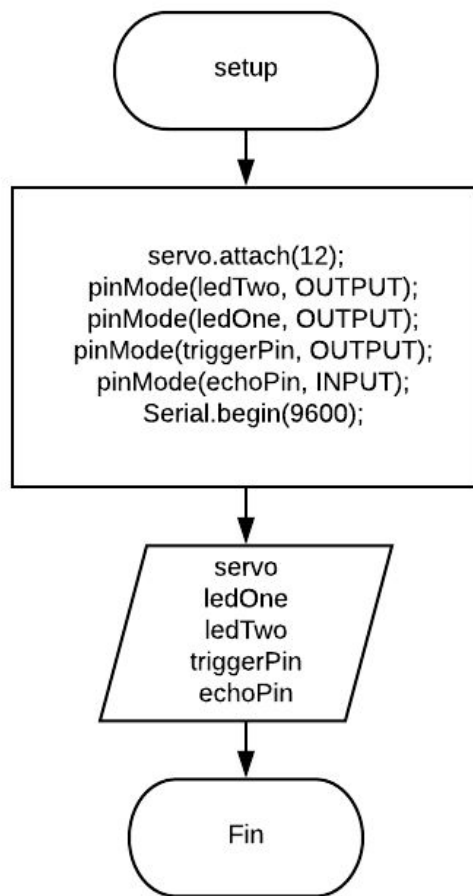 setup
servo.attach(12);
pinMode(ledTwo, OUTPUT);
pinMode(ledOne, OUTPUT);
pinMode(triggerPin, OUTPUT);
pinMode(echoPin, INPUT);
Serial.begin(9600);
servo
ledOne
ledTwo
triggerPin
echoPin
Fin